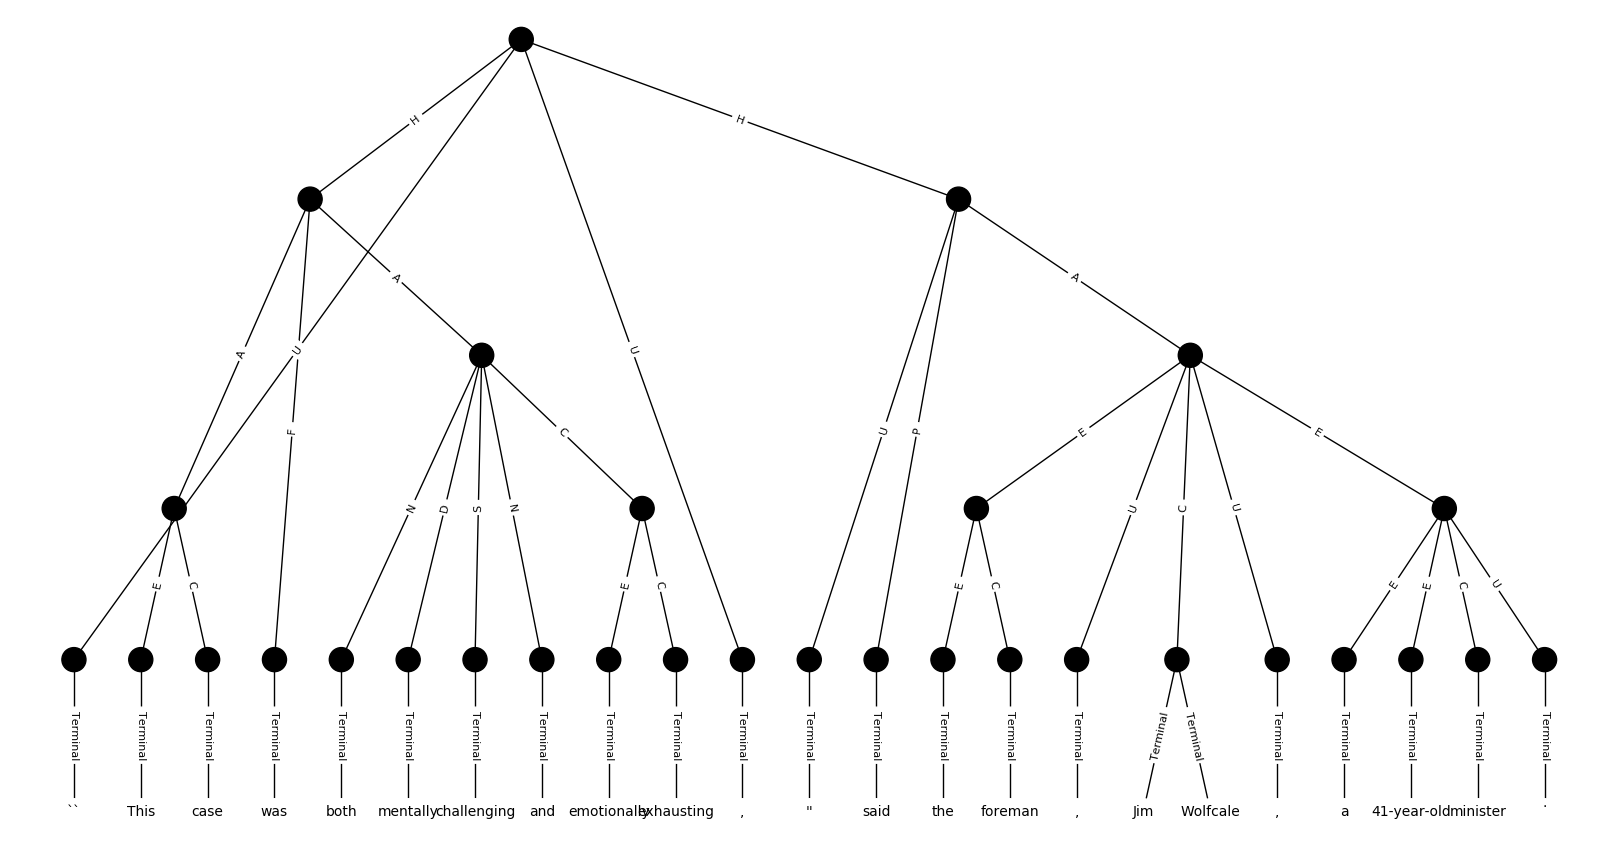 H H
A U A A
F U U P E E
N D S N C U C U
E C E C E C E E C U
Terminal Terminal Terminal Terminal Terminal Terminal Terminal Terminal Terminal Terminal Terminal Terminal Terminal Terminal Terminal Terminal Terminal Terminal Terminal Terminal Terminal Terminal Terminal
`` This case was both mentally challenging and emotionally exhausting , " said the foreman , Jim Wolfcale , a 41-year-old minister .